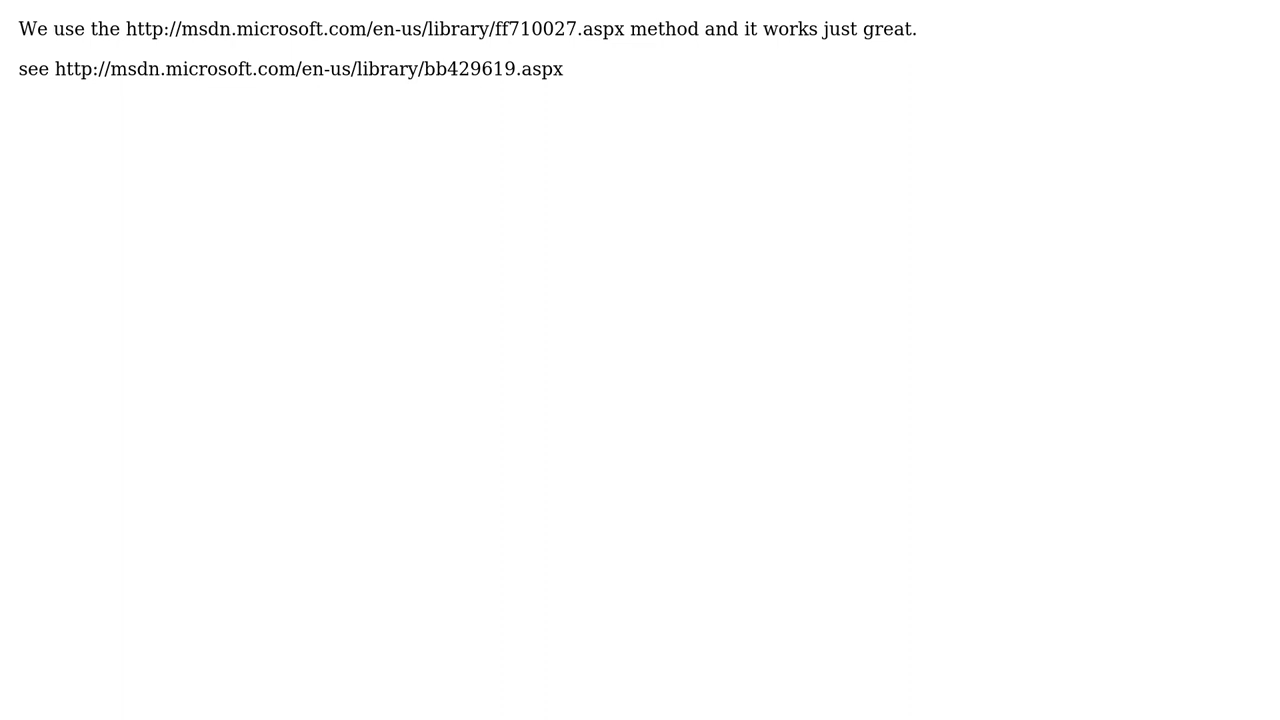 We use the http://msdn.microsoft.com/en-us/library/ff710027.aspx method and it works just great.
see http://msdn.microsoft.com/en-us/library/bb429619.aspx